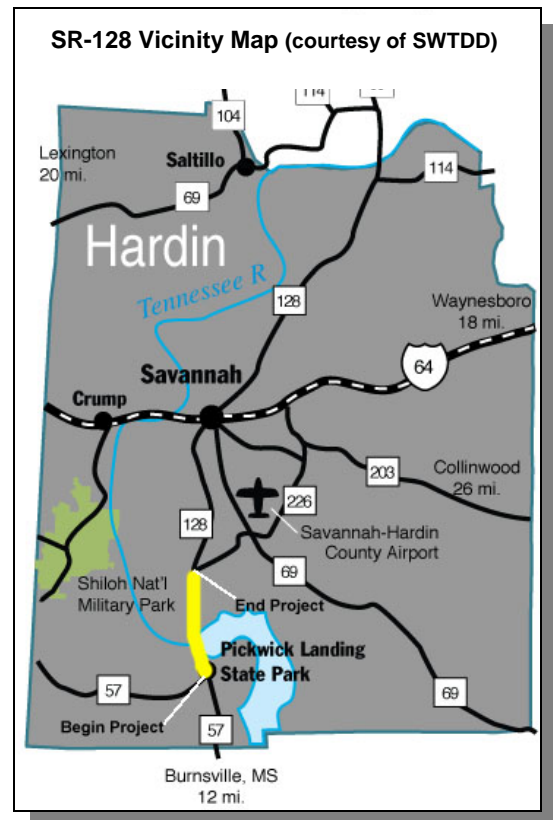 SR-128 Vicinity Map (courtesy of SWTDD)
114
104
Lexington
20 mi.
Saltillo
114
69
Hardin
Tennessee R
128
Waynesboro
18 mi.
64
Savannah
Crump
203
Collinwood
26 mi.
226
128
Savannah-Hardin
County Airport
69
Shiloh Nat'l
Military Park
End Project
Pickwick Landing
State Park
57
69
Begin Project
57
Burnsville, MS
12 mi.